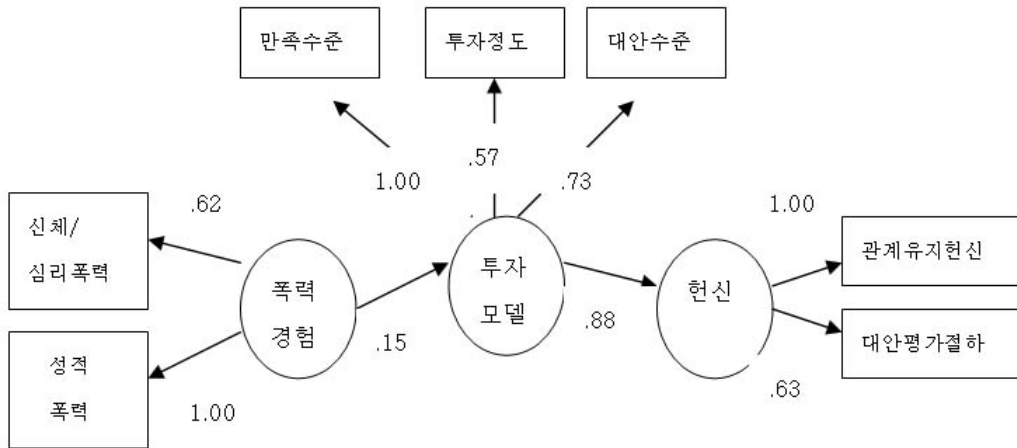 만족수준
투자정도
대안수준
.57
1.00
.73
.62
1.00
신체/
심리폭력
폭력
경험
투자
모델
헌신
관계유지헌신
.15
.88
대안평가절하
성적
폭력
1.00
.63